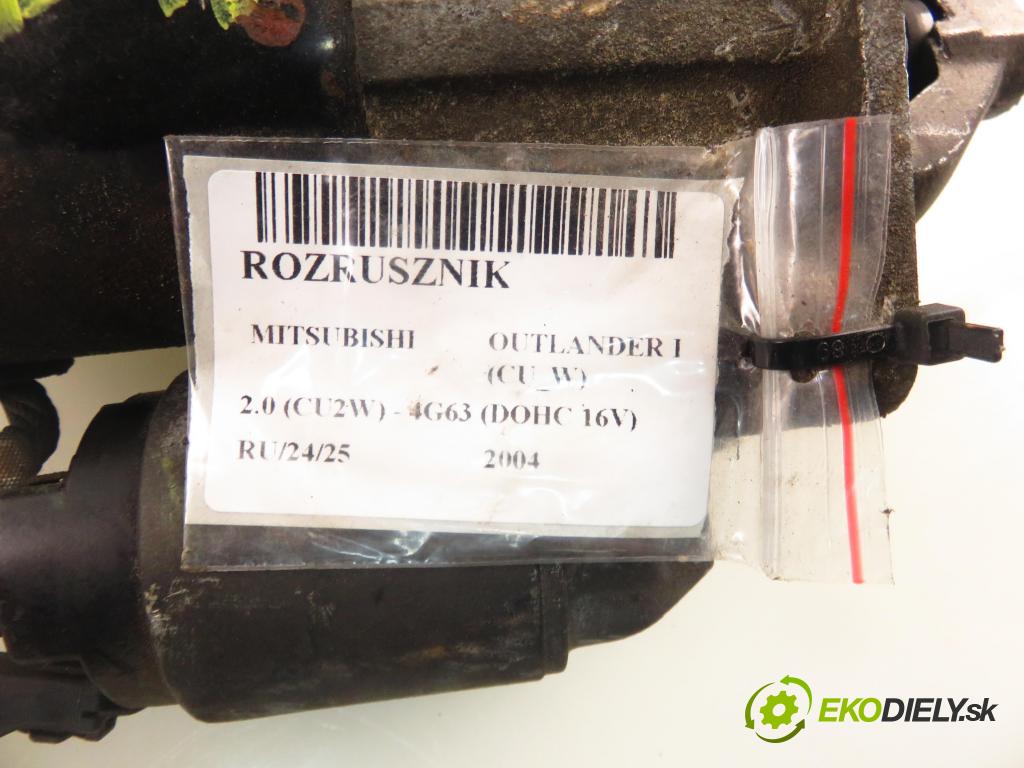 ROZRUSZNIK
MITSUBISHI OUTLANDER I
(CU_W)
2.0 (CU2W) - 4G63 (DOHC 16V)
RU/24/25 2004
EKODIELY.sk